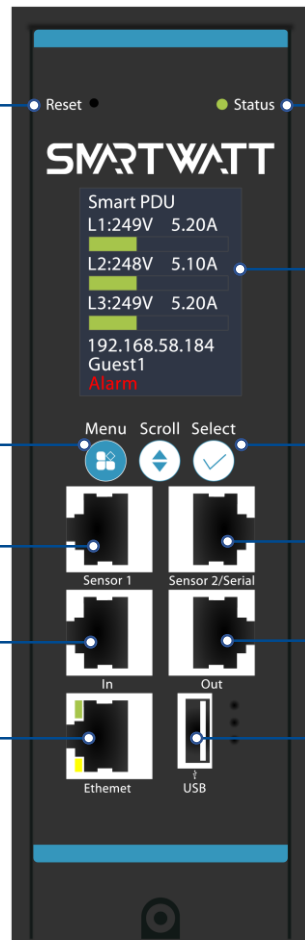 Reset
Status
SMARTWATT
Smart PDU
L1:249V 5.20A
L2:248V 5.10A
L3:249V 5.20A
192.168.58.184
Guest1
Alarm
Menu Scroll Select
Sensor 1
Sensor 2/Serial
In
Out
Ethemet
USB